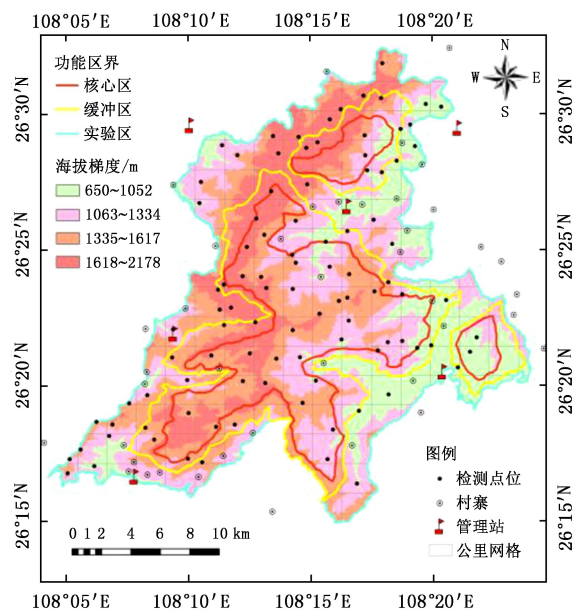 108°05′E 108°10′E 108°15′E 108°20′E
N
W E
S
功能区界
核心区
缓冲区
实验区
海拔梯度/m
650~1052
1063~1334
1335~1617
1618~2178
26°30′N
26°25′N
26°20′N
26°15′N
26°30′N
26°25′N
26°20′N
26°15′N
图例
检测点位
村寨
管理站
公里网格
0 1 2 4 6 8 10 km
108°05′E 108°10′E 108°15′E 108°20′E